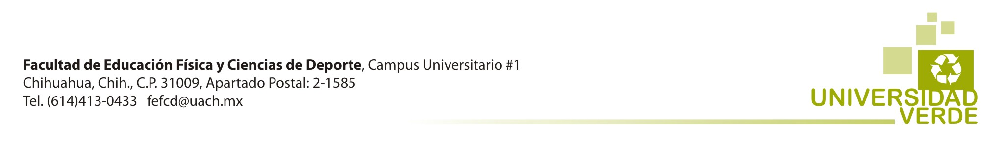 Facultad de Educación Física y Ciencias de Deporte, Campus Universitario #1
Chihuahua, Chih., C.P. 31009, Apartado Postal: 2-1585
Tel. (614)413-0433   fefcd@uach.mx
UNIVERSIDAD
VERDE